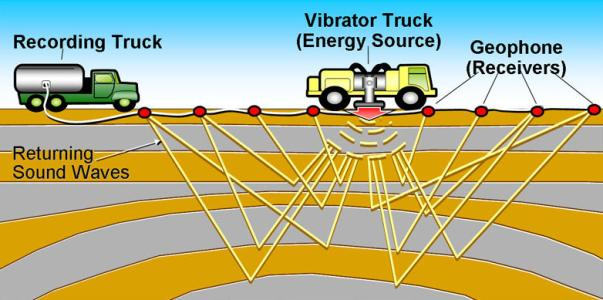 Recording Truck
Vibrator Truck
(Energy Source)
Geophone
(Receivers)
Returning
Sound Waves